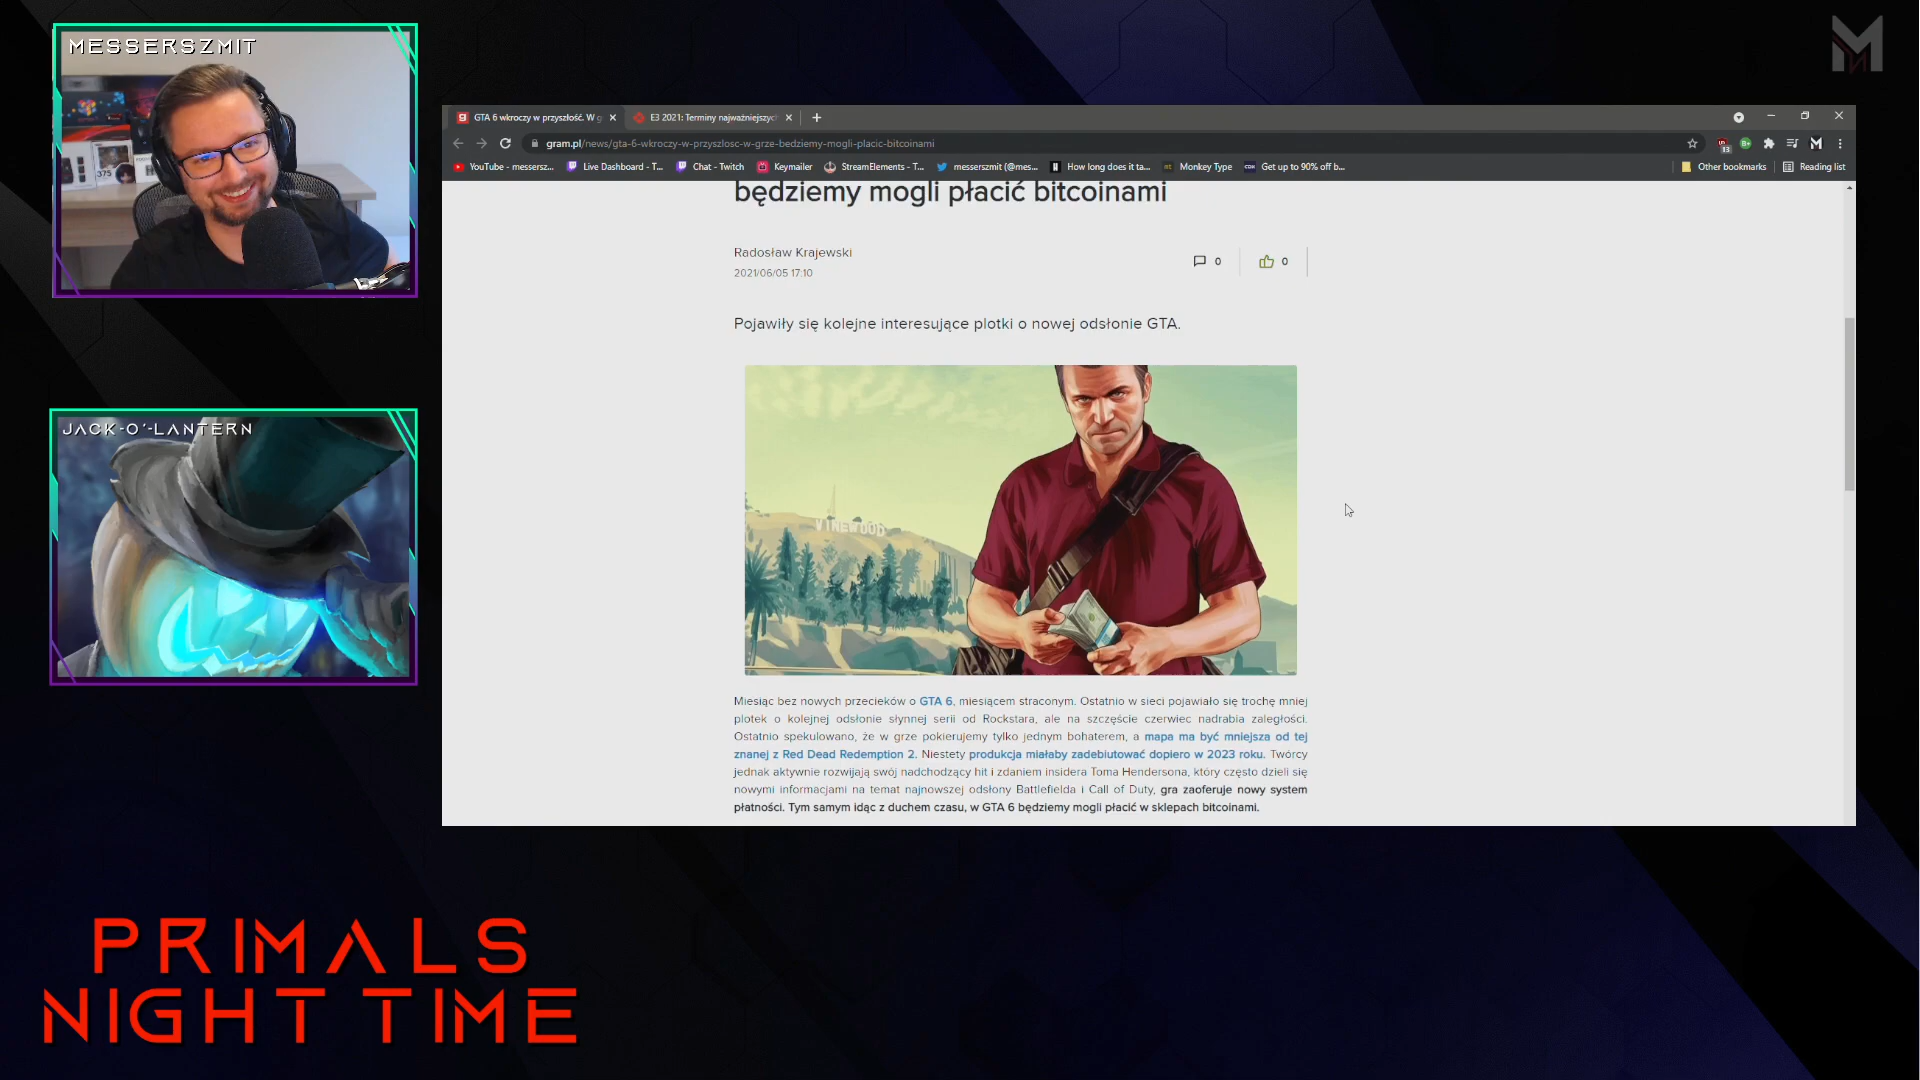 MESSERSZMIT
JACK-O'-LANTERN
PRIMALS
NIGHT TIME
GTA 6 wkroczy w przyszłość. W g
E3 2021: Terminy najważniejszyc
gram.pl/news/gta-6-wkroczy-w-przyszlosc-w-grze-bedziemy-mogli-placic-bitcoinami
13
YouTube - messersz...
Live Dashboard - T...
Chat - Twitch
Keymailer
StreamElements - T...
messerszmit (@mes...
How long does it ta...
Monkey Type
Get up to 90% off b...
Other bookmarks
Reading list
będziemy mogli płacić bitcoinami
Radosław Krajewski
2021/06/05 17:10
0
0
Pojawiły się kolejne interesujące plotki o nowej odsłonie GTA.
VINEWOOD
Miesiąc bez nowych przecieków o GTA 6, miesiącem straconym. Ostatnio w sieci pojawiało się trochę mniej
plotek o kolejnej odsłonie słynnej serii od Rockstara, ale na szczęście czerwiec nadrabia zaległości.
Ostatnio spekulowano, że w grze pokierujemy tylko jednym bohaterem, a mapa ma być mniejsza od tej
znanej z Red Dead Redemption 2. Niestety produkcja miałaby zadebiutować dopiero w 2023 roku. Twórcy
jednak aktywnie rozwijają swój nadchodzący hit i zdaniem insidera Toma Hendersona, który często dzieli się
nowymi informacjami na temat najnowszej odsłony Battlefielda i Call of Duty, gra zaoferuje nowy system
płatności. Tym samym idąc z duchem czasu, w GTA 6 będziemy mogli płacić w sklepach bitcoinami.